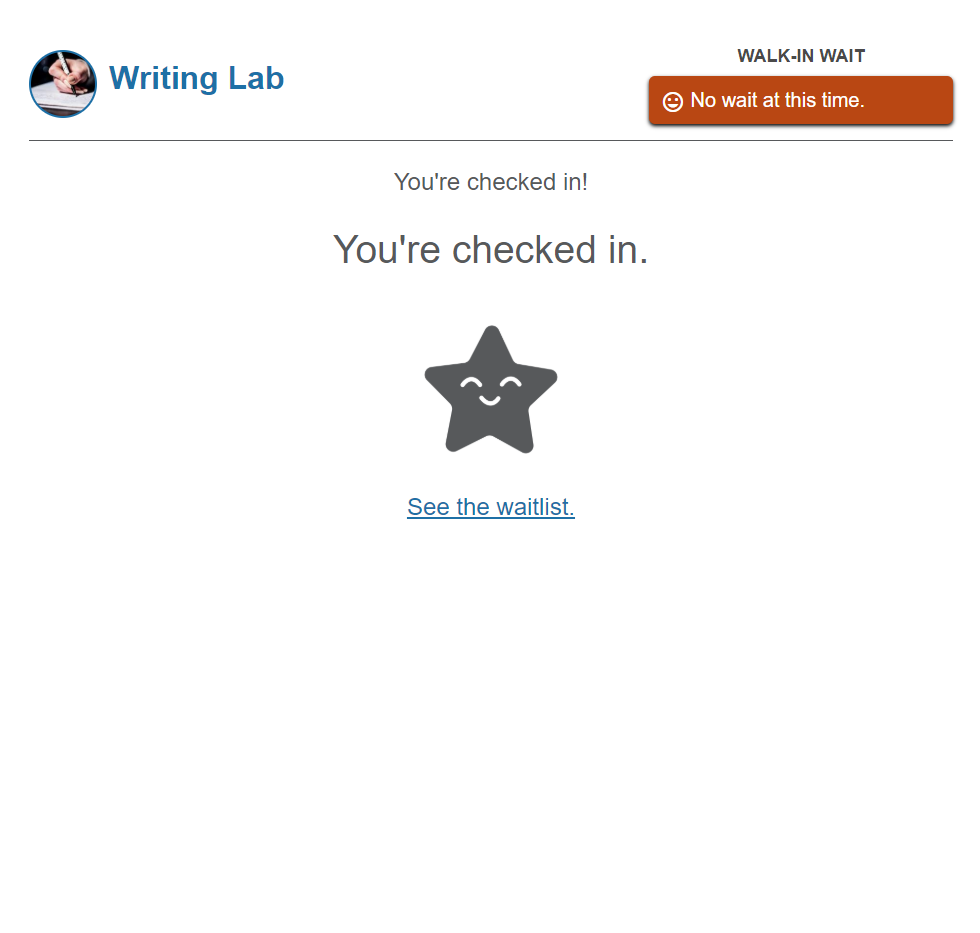 Writing Lab
WALK-IN WAIT
No wait at this time.
You're checked in!
You're checked in.
See the waitlist.